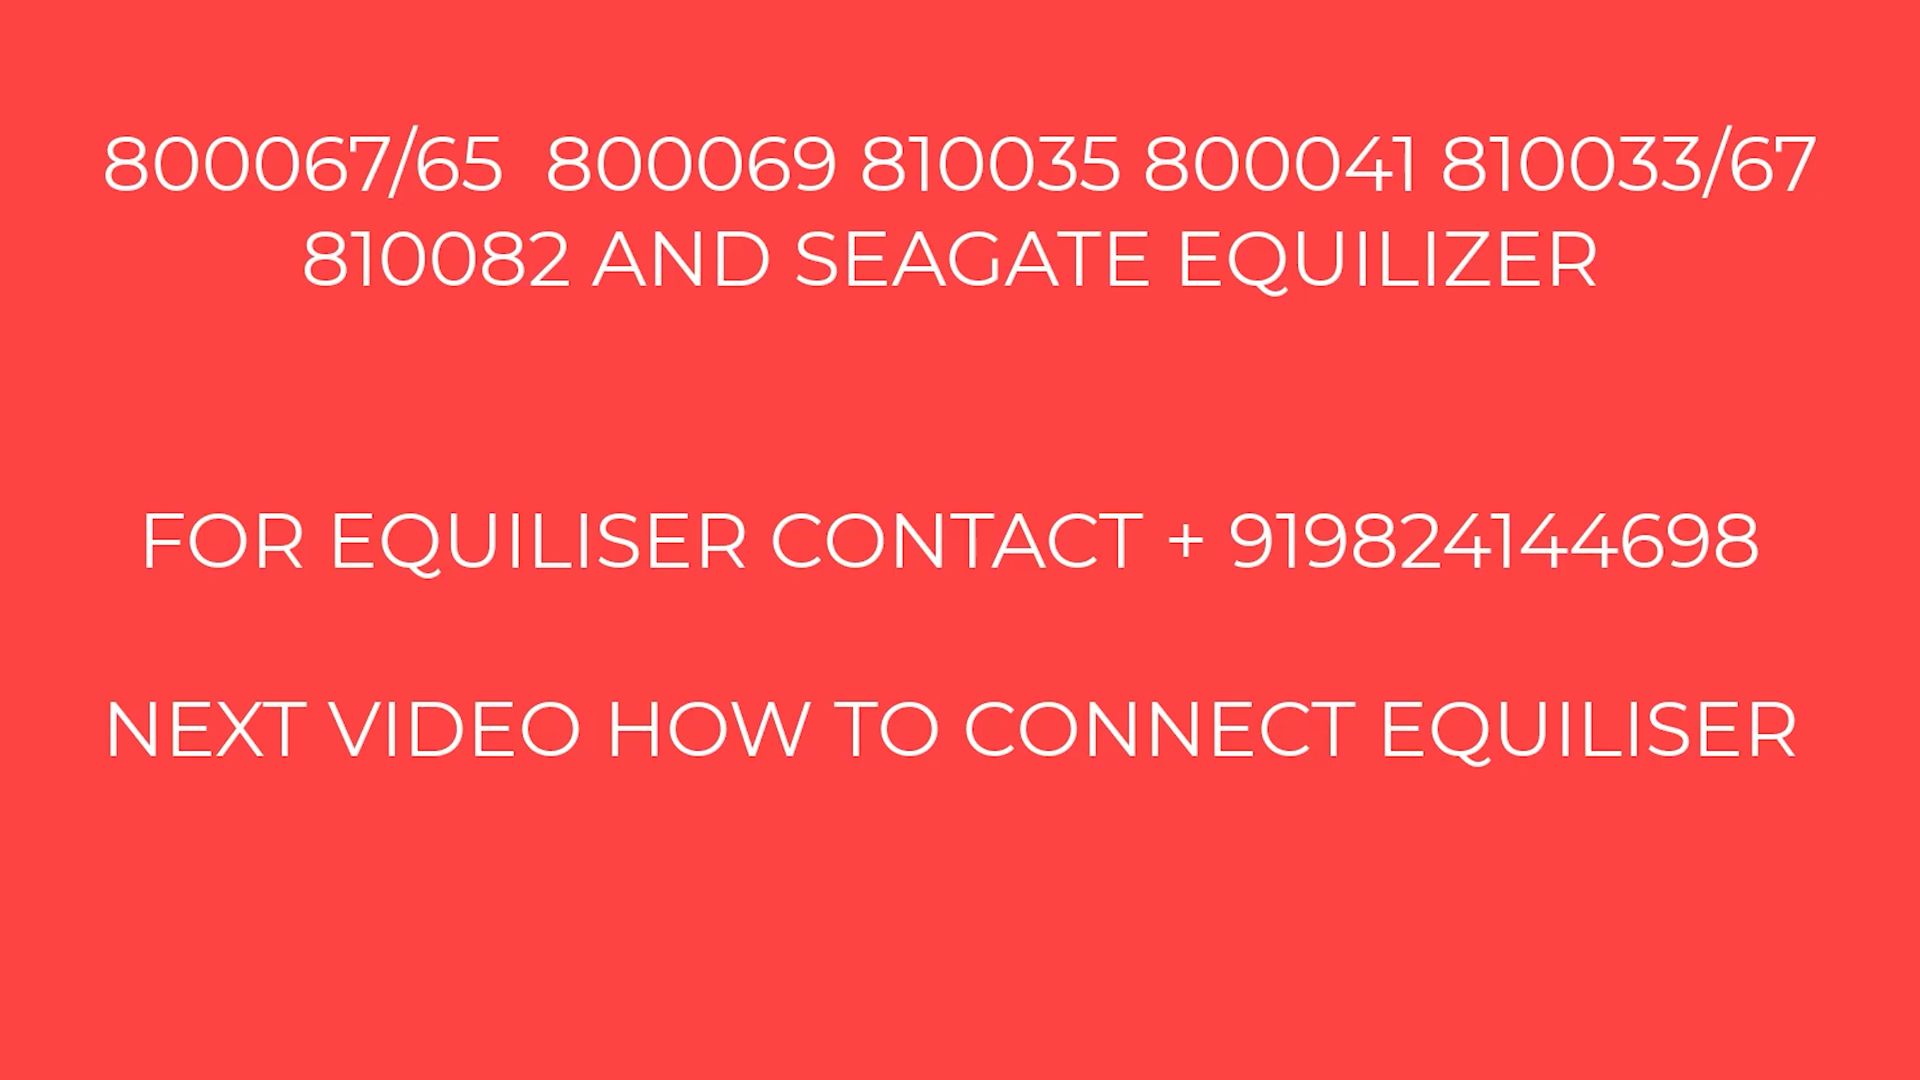 800067/65  800069 810035 800041 810033/67
810082 AND SEAGATE EQUILIZER
FOR EQUILISER CONTACT + 919824144698
NEXT VIDEO HOW TO CONNECT EQUILISER